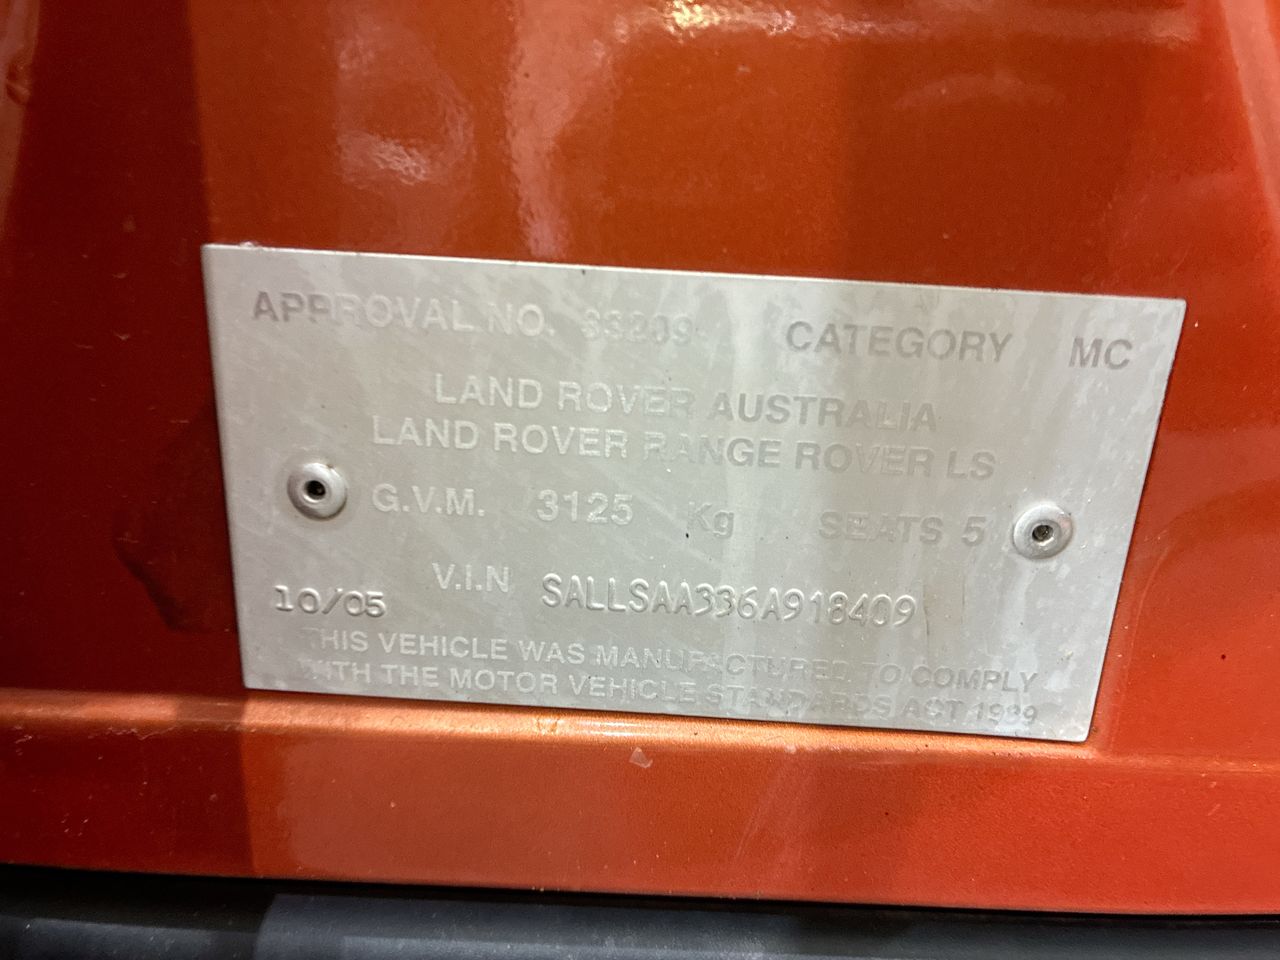 APPROVAL NO. 33209 CATEGORY MC
LAND ROVER AUSTRALIA
LAND ROVER RANGE ROVER LS
G.V.M. 3125 Kg SEATS 5
10/05 V.I.N SALLSAA336A918409
THIS VEHICLE WAS MANUFACTURED TO COMPLY
WITH THE MOTOR VEHICLE STANDARDS ACT 1989